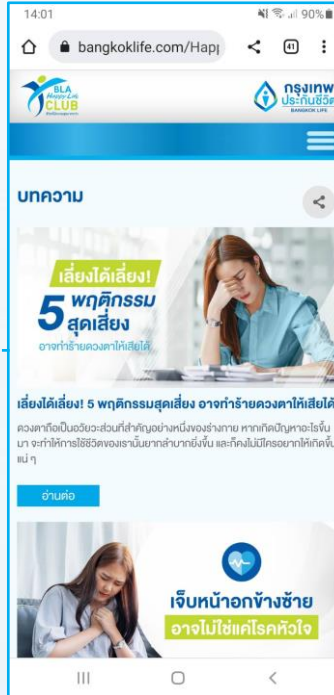 14:01
90%
bangkoklife.com/Happ
41
BLA
Happy Life
CLUB
กรุงเทพ
ประกันชีวิต
BANGKOK LIFE
บทความ
เลี่ยงได้เลี่ยง!
5 พฤติกรรม
สุดเสี่ยง
อาจทำร้ายดวงตาให้เสียได้
เลี่ยงได้เลี่ยง! 5 พฤติกรรมสุดเสี่ยง อาจทำร้ายดวงตาให้เสียได้
ดวงตาถือเป็นอวัยวะส่วนที่สำคัญอย่างหนึ่งของร่างกาย หากเกิดปัญหาอะไรขึ้น
มา จะทำให้การใช้ชีวิตของเรานั้นยากลำบากยิ่งขึ้น และก็คงไม่มีใครอยากให้เกิดขึ้น
แน่ ๆ
อ่านต่อ
เจ็บหน้าอกข้างซ้าย
อาจไม่ใช่แค่โรคหัวใจ